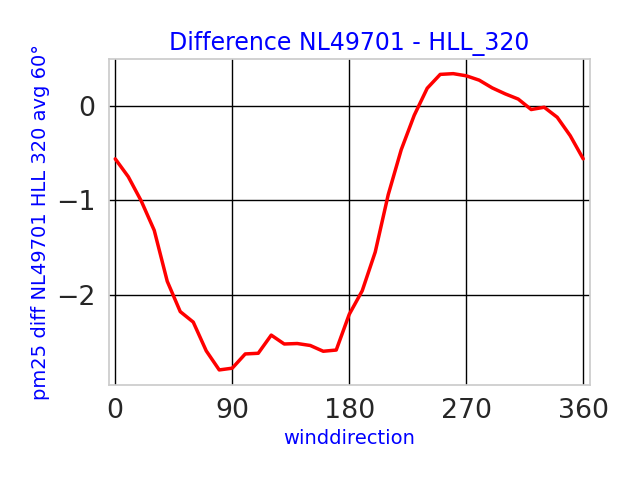 Difference NL49701 - HLL_320
pm25 diff NL49701 HLL 320 avg 60°
0
−1
−2
0 90 180 270 360
winddirection